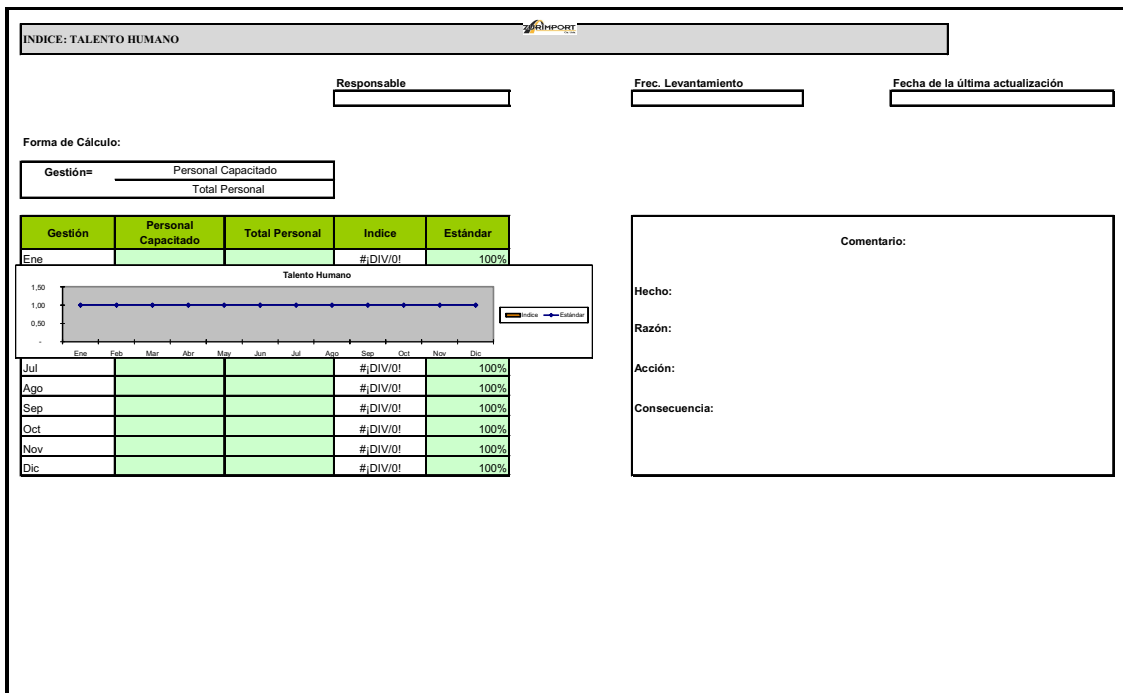 ZURIMPORT
INDICE: TALENTO HUMANO
Responsable Frec. Levantamiento Fecha de la última actualización
Forma de Cálculo:
Gestión= Personal Capacitado
Total Personal
Gestión Personal Capacitado Total Personal Indice Estándar
Comentario:
Ene #¡DIV/0! 100%
Talento Humano
1,50
1,00
0,50
-
Ene Feb Mar Abr May Jun Jul Ago Sep Oct Nov Dic
Indice Estándar
Hecho:
Razón:
Jul #¡DIV/0! 100%
Acción:
Ago #¡DIV/0! 100%
Sep #¡DIV/0! 100%
Consecuencia:
Oct #¡DIV/0! 100%
Nov #¡DIV/0! 100%
Dic #¡DIV/0! 100%